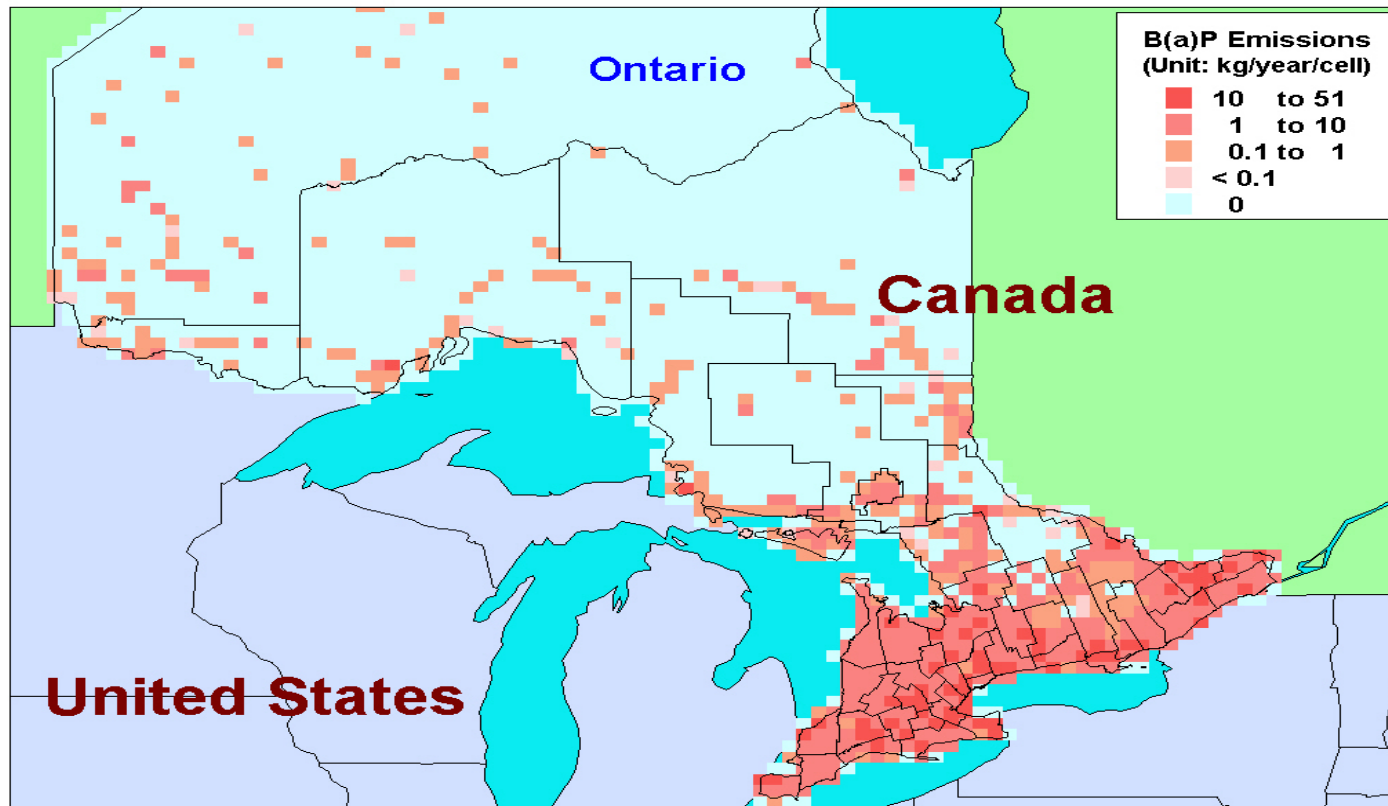 B(a)P Emissions
(Unit: kg/year/cell)
10 to 51
1 to 10
0.1 to 1
< 0.1
0
Ontario
Canada
United States